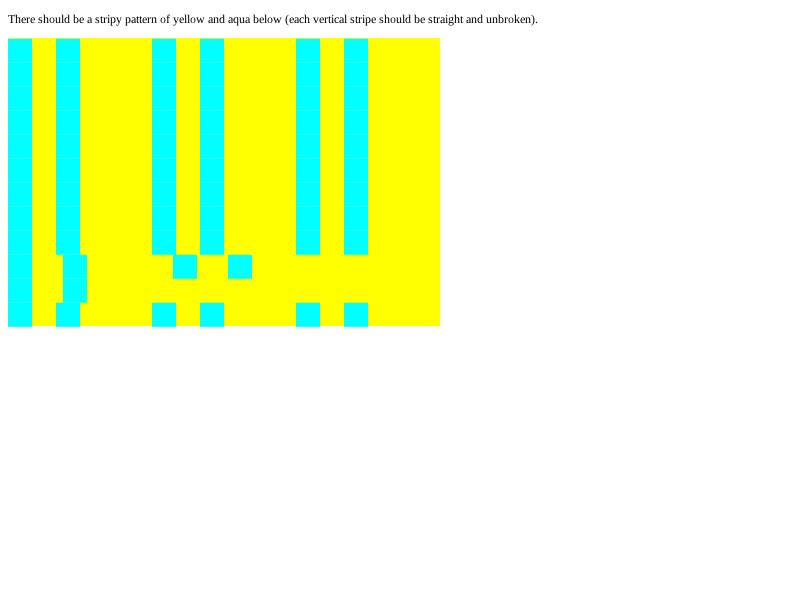 There should be a stripy pattern of yellow and aqua below (each vertical stripe should be straight and unbroken).